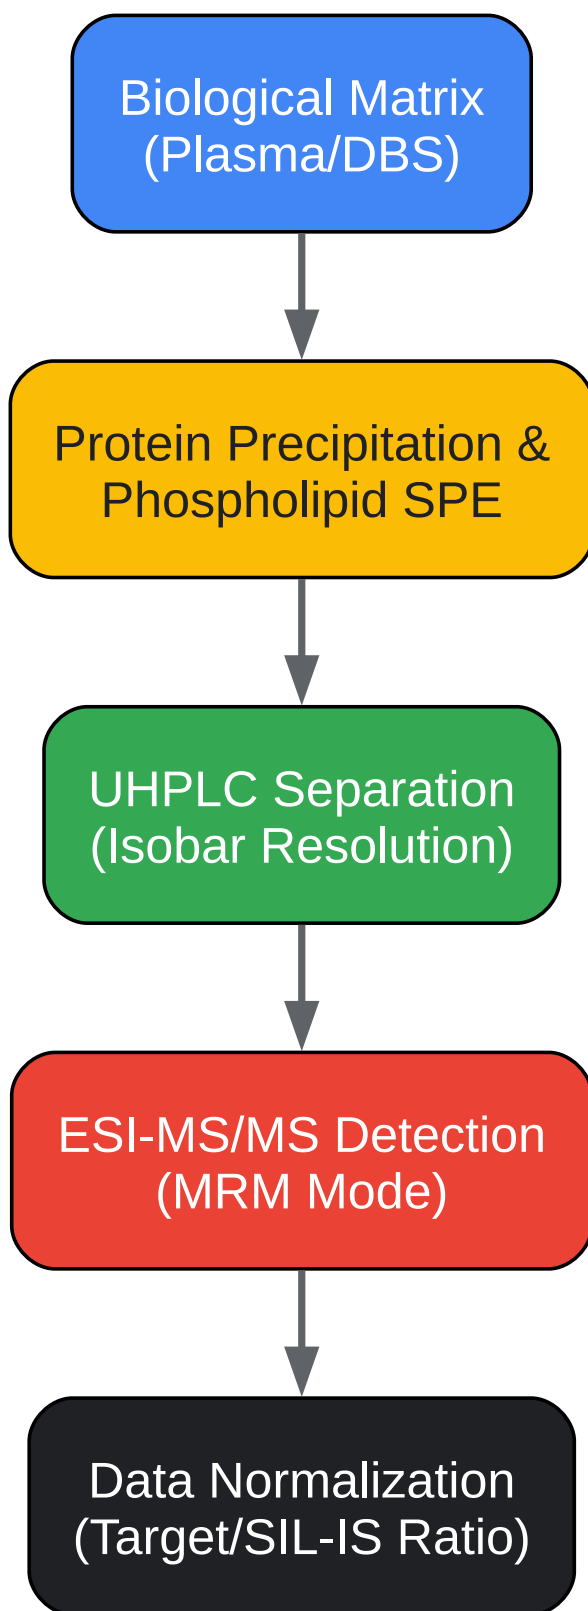 Biological Matrix
(Plasma/DBS)
Protein Precipitation &
Phospholipid SPE
UHPLC Separation
(Isobar Resolution)
ESI-MS/MS Detection
(MRM Mode)
Data Normalization
(Target/SIL-IS Ratio)